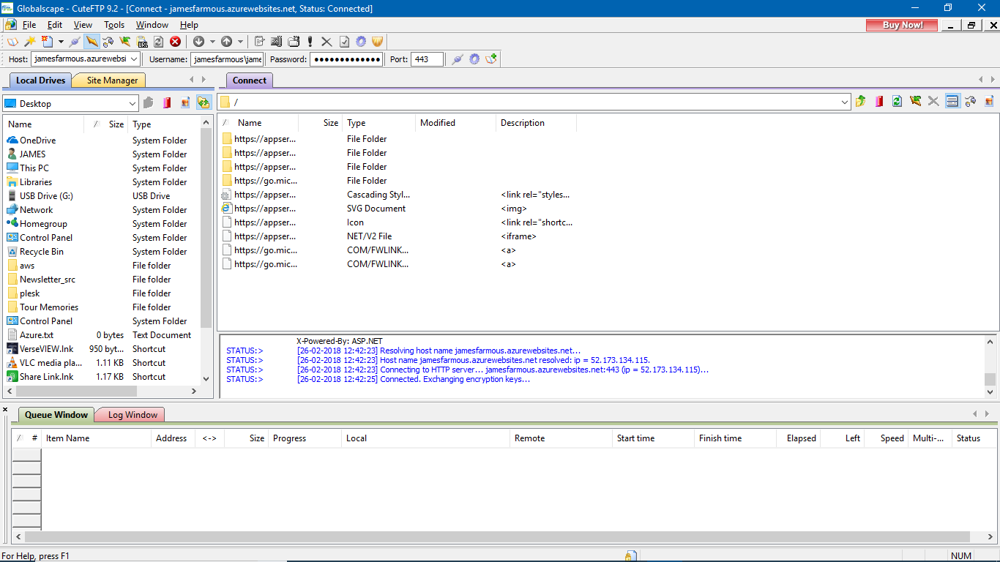 Globalscape - CuteFTP 9.2 - [Connect - jamesfarmous.azurewebsites.net, Status: Connected]
File Edit View Tools Window Help Buy Now!
Host: jamesfarmous.azurewebsi Username: jamesfarmous\jame Password: ●●●●●●●●●●●●● Port: 443
Local Drives Site Manager
Desktop
Name Size Type
OneDrive System Folder
JAMES System Folder
This PC System Folder
Libraries System Folder
USB Drive (G:) USB Drive
Network System Folder
Homegroup System Folder
Control Panel System Folder
Recycle Bin System Folder
aws File folder
Newsletter_src File folder
plesk File folder
Tour Memories File folder
Control Panel System Folder
Azure.txt 0 bytes Text Document
VerseVIEW.lnk 950 byt... Shortcut
VLC media pla... 1.11 KB Shortcut
Share Link.lnk 1.17 KB Shortcut
Connect
/
/ Name Size Type Modified Description
https://appser... File Folder
https://appser... File Folder
https://appser... File Folder
https://go.mic... File Folder
https://appser... Cascading Styl... <link rel="styles...
https://appser... SVG Document <img>
https://appser... Icon <link rel="shortc...
https://appser... NET/V2 File <iframe>
https://go.mic... COM/FWLINK... <a>
https://go.mic... COM/FWLINK... <a>
X-Powered-By: ASP.NET
STATUS:> [26-02-2018 12:42:23] Resolving host name jamesfarmous.azurewebsites.net...
STATUS:> [26-02-2018 12:42:23] Host name jamesfarmous.azurewebsites.net resolved: ip = 52.173.134.115.
STATUS:> [26-02-2018 12:42:23] Connecting to HTTP server... jamesfarmous.azurewebsites.net:443 (ip = 52.173.134.115)...
STATUS:> [26-02-2018 12:42:25] Connected. Exchanging encryption keys...
Queue Window Log Window
/ # Item Name Address <-> Size Progress Local Remote Start time Finish time Elapsed Left Speed Multi-... Status
For Help, press F1 NUM